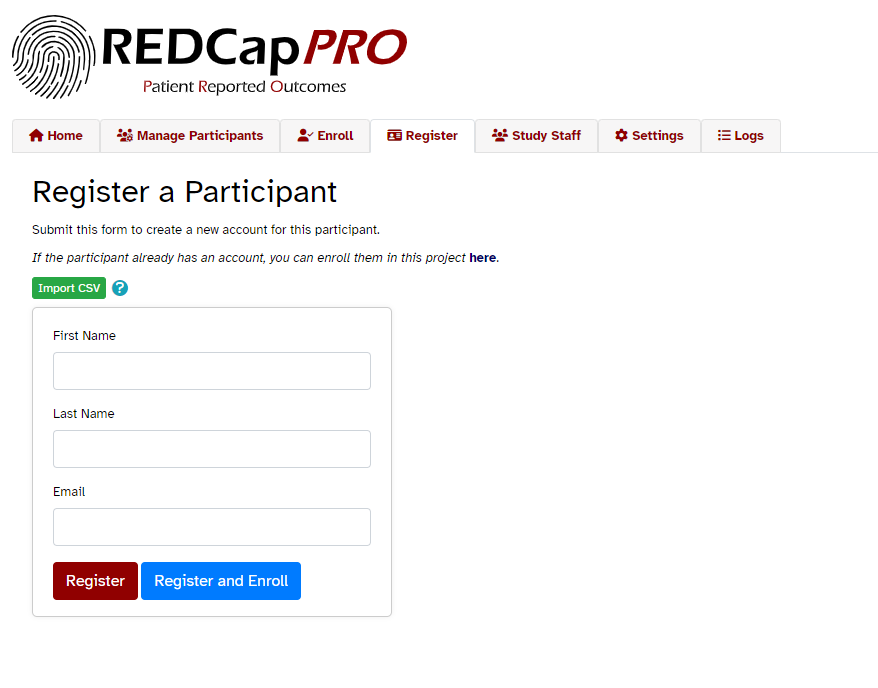 REDCapPRO
Patient Reported Outcomes
Home Manage Participants Enroll Register Study Staff Settings Logs
Register a Participant
Submit this form to create a new account for this participant.
If the participant already has an account, you can enroll them in this project here.
Import CSV ?
First Name
Last Name
Email
Register Register and Enroll